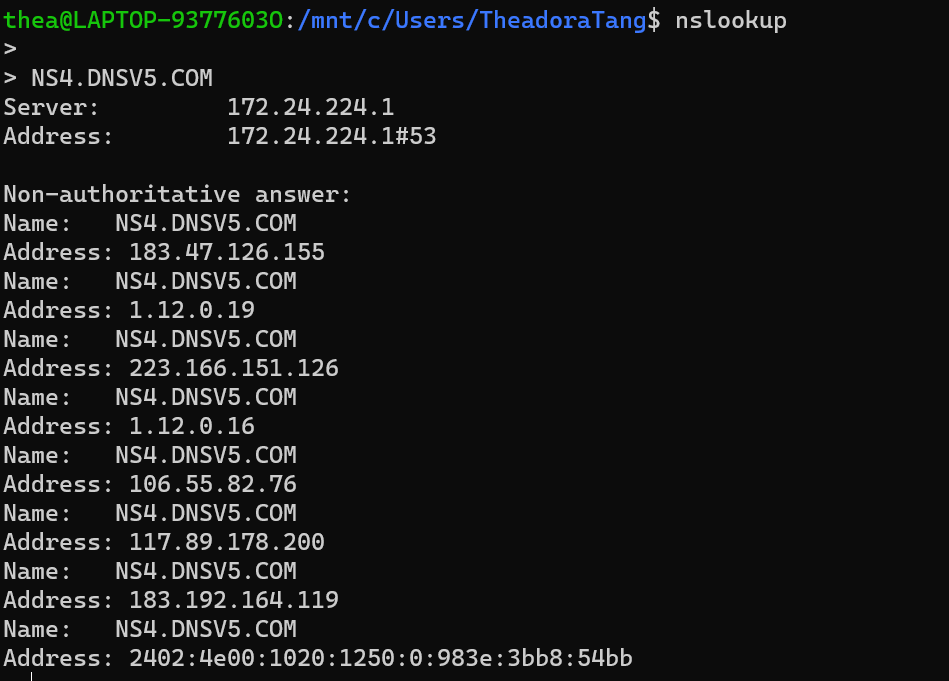 thea@LAPTOP-93776030:/mnt/c/Users/TheadoraTang$ nslookup
>
> NS4.DNSV5.COM
Server:         172.24.224.1
Address:        172.24.224.1#53

Non-authoritative answer:
Name:   NS4.DNSV5.COM
Address: 183.47.126.155
Name:   NS4.DNSV5.COM
Address: 1.12.0.19
Name:   NS4.DNSV5.COM
Address: 223.166.151.126
Name:   NS4.DNSV5.COM
Address: 1.12.0.16
Name:   NS4.DNSV5.COM
Address: 106.55.82.76
Name:   NS4.DNSV5.COM
Address: 117.89.178.200
Name:   NS4.DNSV5.COM
Address: 183.192.164.119
Name:   NS4.DNSV5.COM
Address: 2402:4e00:1020:1250:0:983e:3bb8:54bb